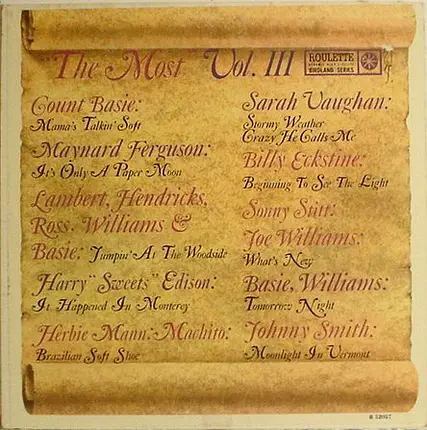 "The Most" Vol. III
ROULETTE
BIRDLAND SERIES
Count Basie:
Mama's Talkin' Soft
Maynard Ferguson:
It's Only A Paper Moon
Lambert, Hendricks,
Ross, Williams &
Basie: Jumpin' At The Woodside
Harry "Sweets" Edison:
It Happened In Monterey
Herbie Mann: Machito:
Brazilian Soft Shoe
Sarah Vaughan:
Stormy Weather
Crazy He Calls Me
Billy Eckstine:
Beginning To See The Light
Sonny Stitt:
Joe Williams:
What's New
Basie, Williams:
Tomorrow Night
Johnny Smith:
Moonlight In Vermont
R 52057